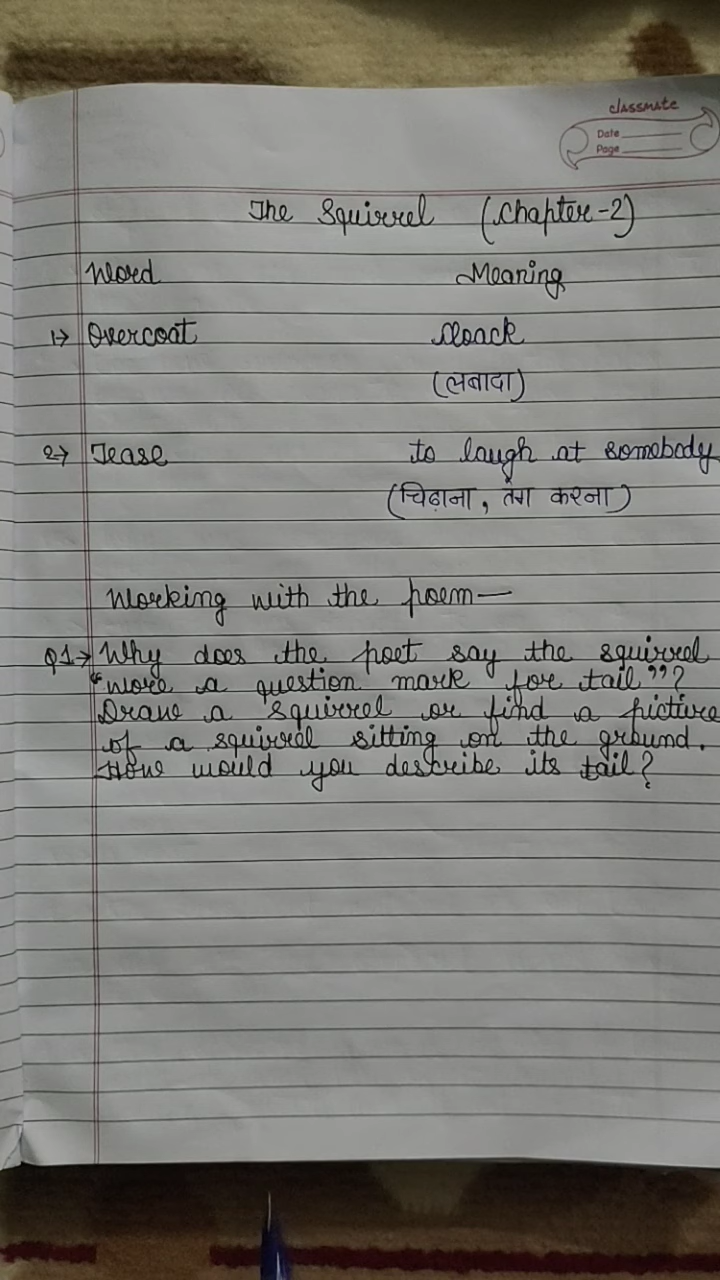 classmate
Date
Page
The Squirrel (Chapter-2)
Word Meaning
1→ Overcoat Cloack
(लबादा)
2→ Tease to laugh at somebody
(चिढ़ाना, तंग करना)
Working with the poem—
Q1→ Why does the poet say the squirrel
“wore a question mark for tail”?
Draw a squirrel or find a picture
of a squirrel sitting on the ground.
How would you describe its tail?